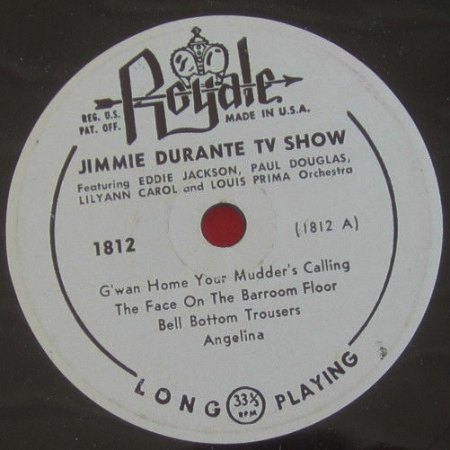 Royale
REG. U.S.
PAT. OFF.
MADE IN U.S.A.
JIMMIE DURANTE TV SHOW
Featuring EDDIE JACKSON, PAUL DOUGLAS,
LILYANN CAROL and LOUIS PRIMA Orchestra
1812
(1812 A)
G'wan Home Your Mudder's Calling
The Face On The Barroom Floor
Bell Bottom Trousers
Angelina
LONG 33⅓ RPM PLAYING